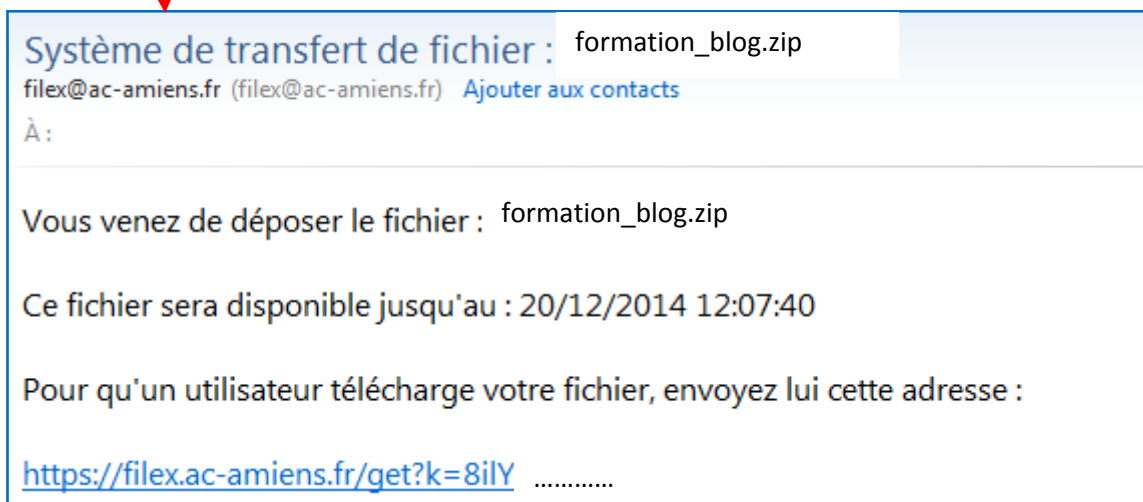 Système de transfert de fichier : formation_blog.zip
filex@ac-amiens.fr (filex@ac-amiens.fr) Ajouter aux contacts
À :
Vous venez de déposer le fichier : formation_blog.zip
Ce fichier sera disponible jusqu'au : 20/12/2014 12:07:40
Pour qu'un utilisateur télécharge votre fichier, envoyez lui cette adresse :
https://filex.ac-amiens.fr/get?k=8ilY ............